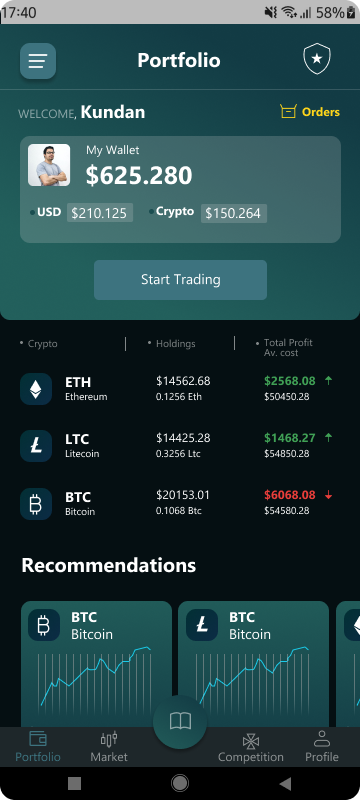 17:40
58%
Portfolio
WELCOME, Kundan
Orders
My Wallet
$625.280
USD $210.125 Crypto $150.264
Start Trading
Crypto Holdings Total Profit
Av. cost
ETH $14562.68 $2568.08
Ethereum 0.1256 Eth $50450.28
LTC $14425.28 $1468.27
Litecoin 0.3256 Ltc $54850.28
BTC $20153.01 $6068.08
Bitcoin 0.1068 Btc $54580.28
Recommendations
BTC BTC
Bitcoin Bitcoin
Portfolio Market Competition Profile